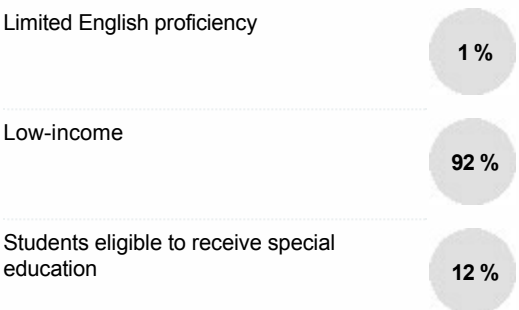 Limited English proficiency
1 %
Low-income
92 %
Students eligible to receive special
education
12 %